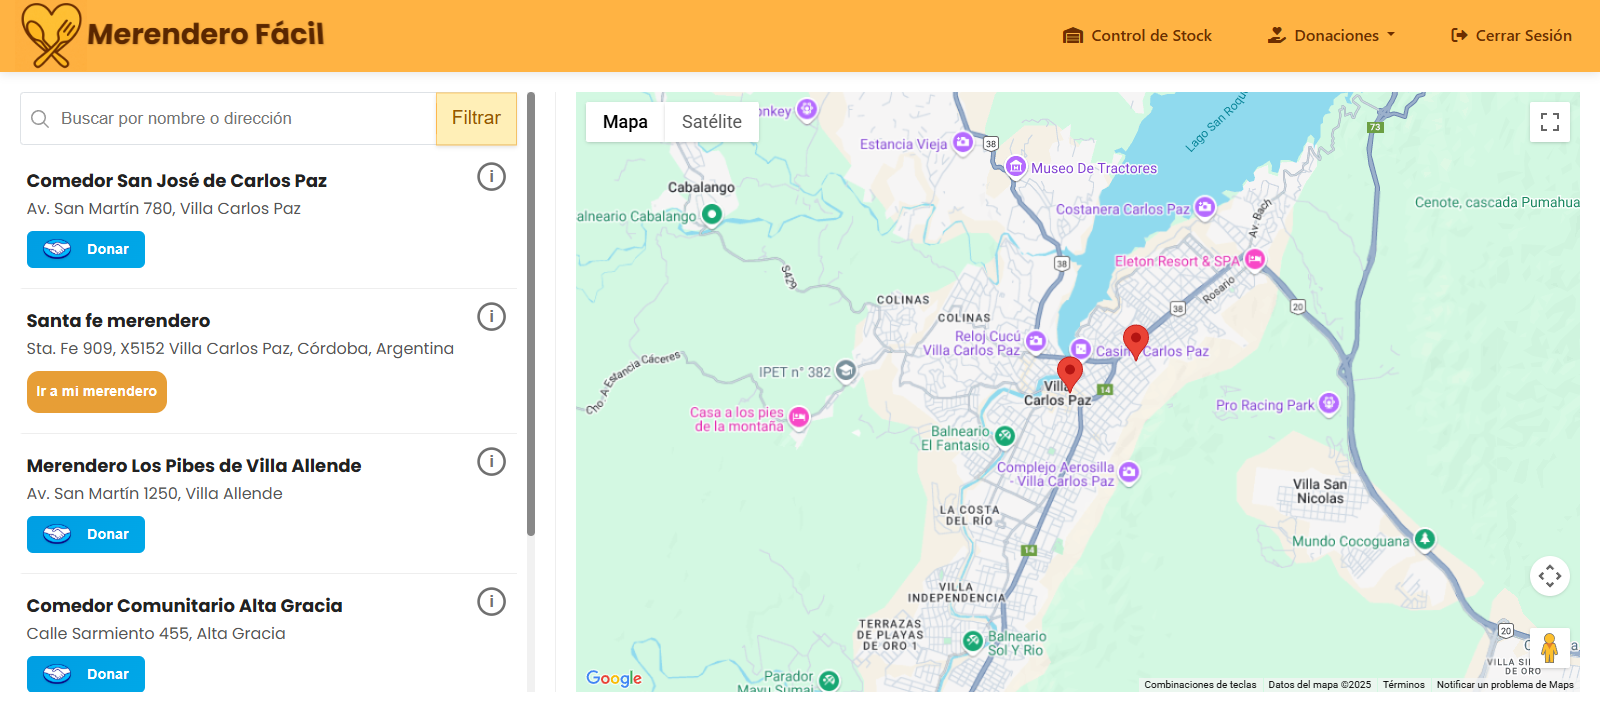 Merendero Fácil
Control de Stock
Donaciones
Cerrar Sesión
Buscar por nombre o dirección
Filtrar
Comedor San José de Carlos Paz
Av. San Martín 780, Villa Carlos Paz
Donar
Santa fe merendero
Sta. Fe 909, X5152 Villa Carlos Paz, Córdoba, Argentina
Ir a mi merendero
Merendero Los Pibes de Villa Allende
Av. San Martín 1250, Villa Allende
Donar
Comedor Comunitario Alta Gracia
Calle Sarmiento 455, Alta Gracia
Donar
Mapa
Satélite
nkey
Estancia Vieja
38
Museo De Tractores
Lago San Roque
73
Cabalango
alneario Cabalango
Costanera Carlos Paz
Av. Bach
Cenote, cascada Pumahua
S429
38
Eleton Resort & SPA
Rosario
38
20
COLINAS
COLINAS
Reloj Cucú
Villa Carlos Paz
Casino Carlos Paz
Cno. A Estancia Cáceres
IPET n° 382
Villa
Carlos Paz
14
Casa a los pies
de la montaña
Pro Racing Park
Balneario
El Fantasio
Complejo Aerosilla
- Villa Carlos Paz
LA COSTA
DEL RÍO
Villa San
Nicolas
14
Mundo Cocoguana
VILLA
INDEPENDENCIA
TERRAZAS
DE PLAYAS
DE ORO 1
Balneario
Sol Y Rio
20
Parador
Mayu Sumaj
DE ORO
Google
Combinaciones de teclas
Datos del mapa ©2025
Términos
Notificar un problema de Maps